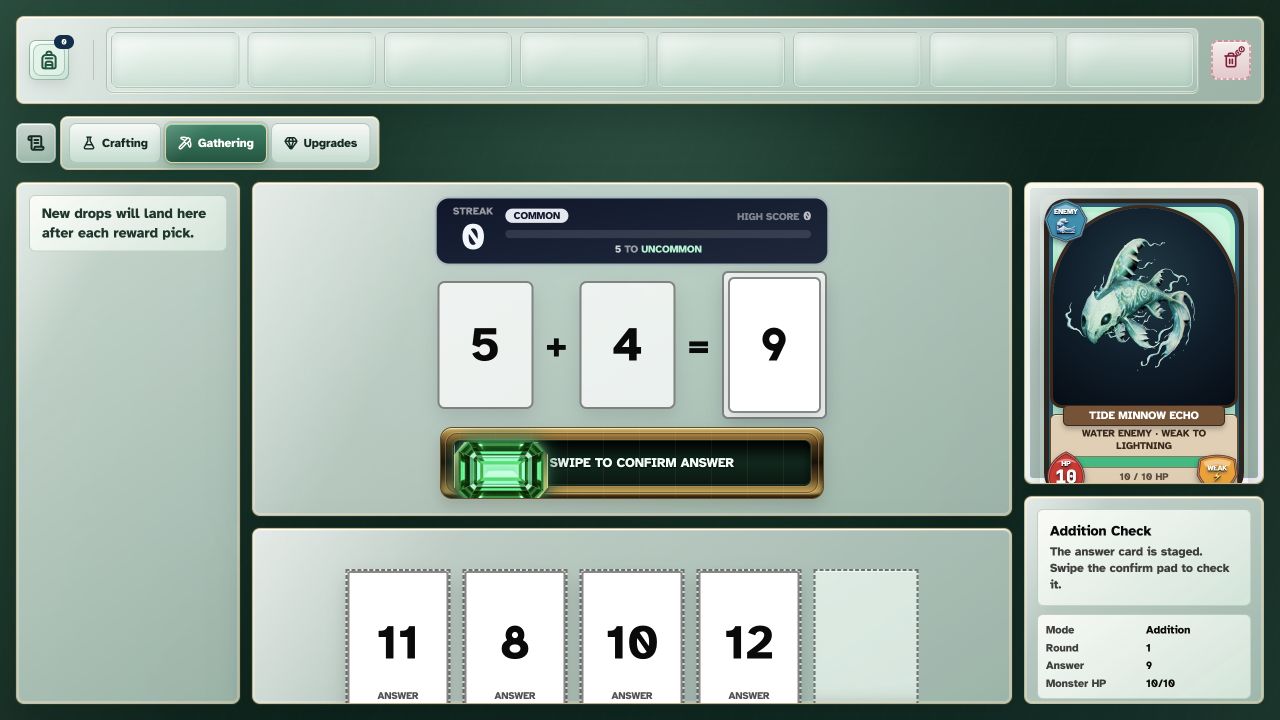 0
Crafting
Gathering
Upgrades
New drops will land here
after each reward pick.
STREAK
0
COMMON
HIGH SCORE 0
5 TO UNCOMMON
5 + 4 = 9
SWIPE TO CONFIRM ANSWER
11
ANSWER
8
ANSWER
10
ANSWER
12
ANSWER
ENEMY
TIDE MINNOW ECHO
WATER ENEMY · WEAK TO
LIGHTNING
HP
10
10 / 10 HP
WEAK
Addition Check
The answer card is staged.
Swipe the confirm pad to check
it.
Mode Addition
Round 1
Answer 9
Monster HP 10/10